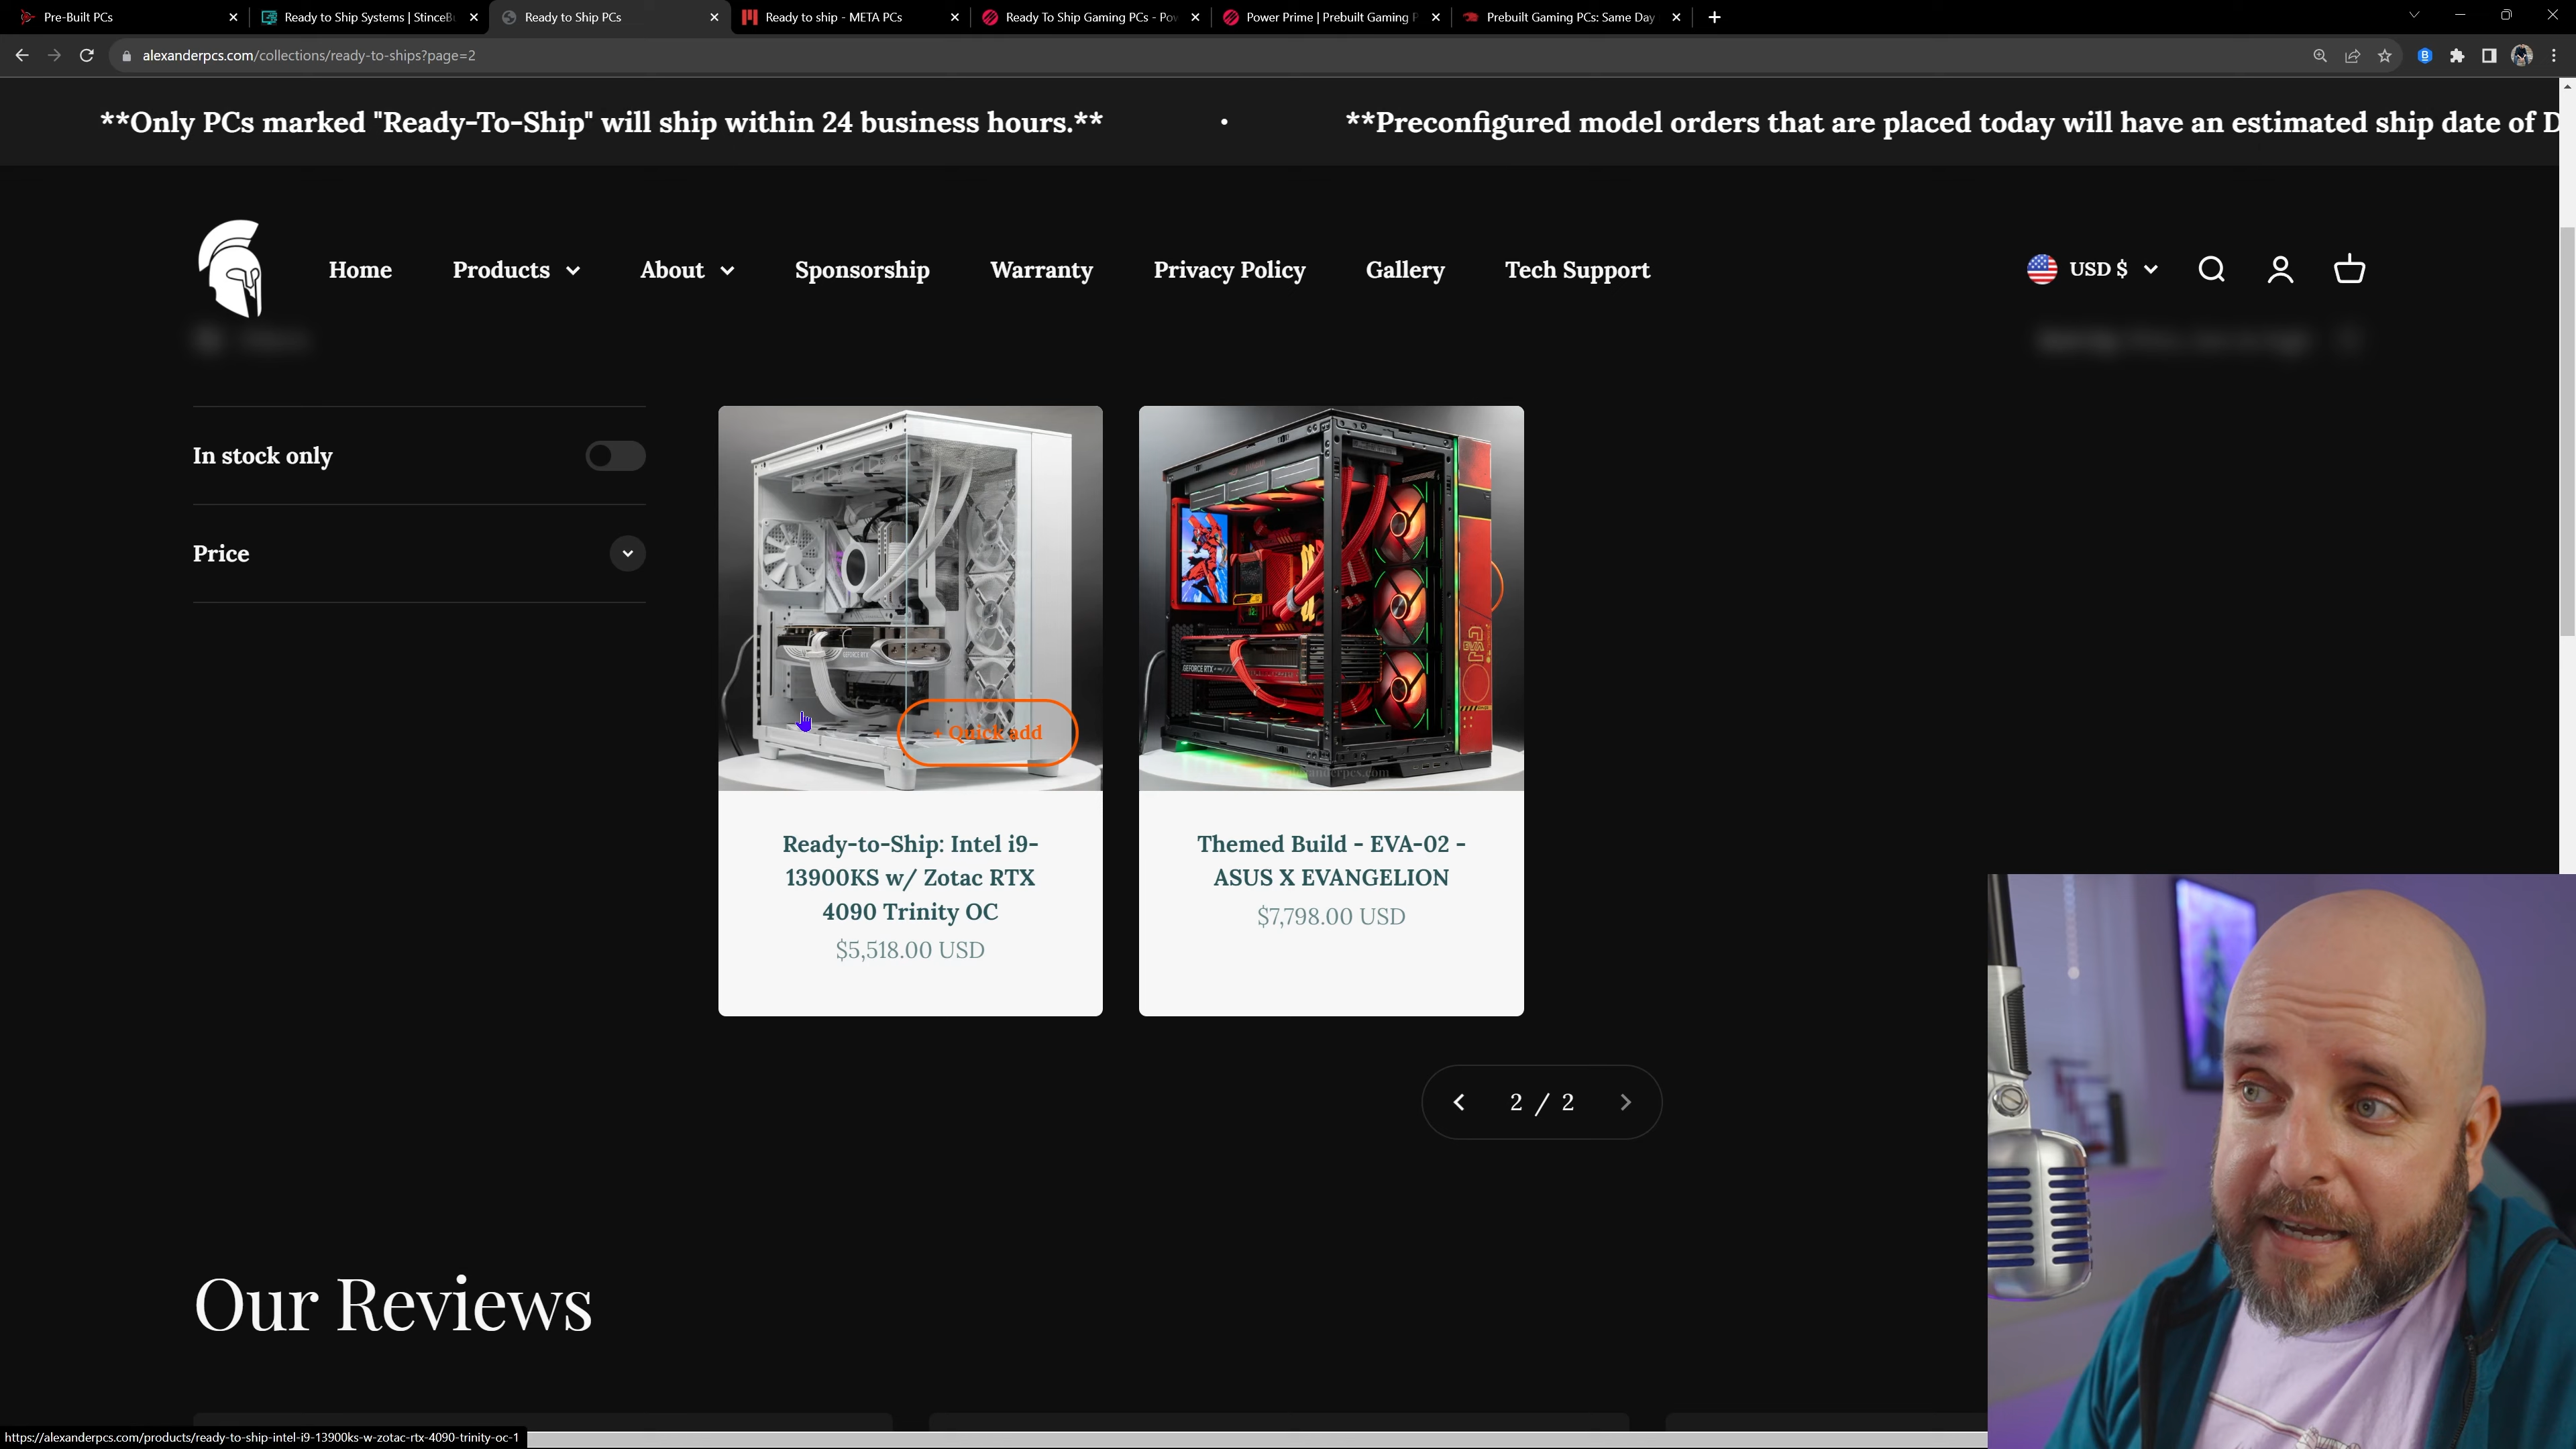 Pre-Built PCs
Ready to Ship Systems | StinceBu
Ready to Ship PCs
Ready to ship - META PCs
Ready To Ship Gaming PCs - Pow
Power Prime | Prebuilt Gaming P
Prebuilt Gaming PCs: Same Day
alexanderpcs.com/collections/ready-to-ships?page=2
**Only PCs marked "Ready-To-Ship" will ship within 24 business hours.** • **Preconfigured model orders that are placed today will have an estimated ship date of D
Home
Products
About
Sponsorship
Warranty
Privacy Policy
Gallery
Tech Support
USD $
In stock only
Price
GEFORCE RTX
+ Quick add
GEFORCE RTX
Ready-to-Ship: Intel i9-
13900KS w/ Zotac RTX
4090 Trinity OC
$5,518.00 USD
Themed Build - EVA-02 -
ASUS X EVANGELION
$7,798.00 USD
2 / 2
Our Reviews
https://alexanderpcs.com/products/ready-to-ship-intel-i9-13900ks-w-zotac-rtx-4090-trinity-oc-1